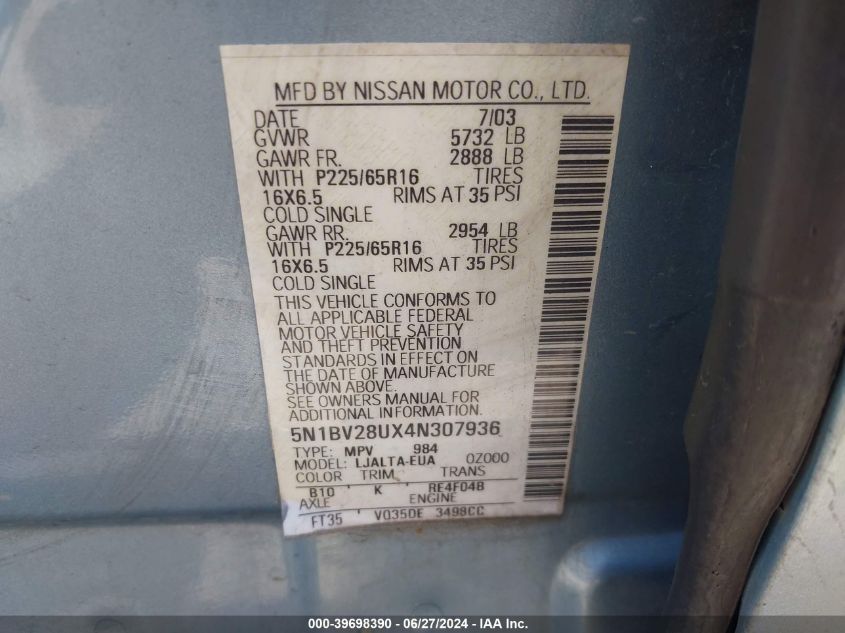 MFD BY NISSAN MOTOR CO., LTD.
DATE 7/03
GVWR 5732 LB
GAWR FR. 2888 LB
WITH P225/65R16 TIRES
16X6.5 RIMS AT 35 PSI
COLD SINGLE
GAWR RR. 2954 LB
WITH P225/65R16 TIRES
16X6.5 RIMS AT 35 PSI
COLD SINGLE
THIS VEHICLE CONFORMS TO
ALL APPLICABLE FEDERAL
MOTOR VEHICLE SAFETY
AND THEFT PREVENTION
STANDARDS IN EFFECT ON
THE DATE OF MANUFACTURE
SHOWN ABOVE.
SEE OWNERS MANUAL FOR
ADDITIONAL INFORMATION
5N1BV28UX4N307936
TYPE: MPV 984
MODEL: LJALTA-EUA 0Z000
COLOR TRIM TRANS
B10 K RE4F04B
AXLE ENGINE
FT35 VQ35DE 3498CC
000-39698390 - 06/27/2024 - IAA Inc.